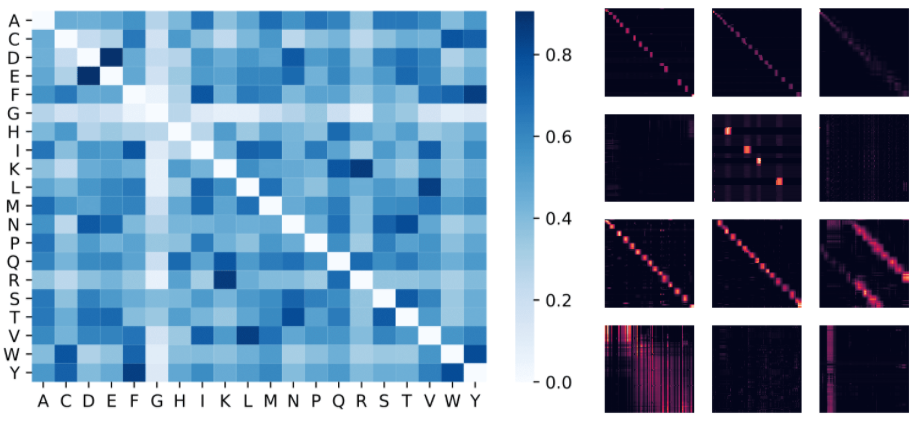 A
C
D
E
F
G
H
I
K
L
M
N
P
Q
R
S
T
V
W
Y
A C D E F G H I K L M N P Q R S T V W Y
0.8
0.6
0.4
0.2
0.0